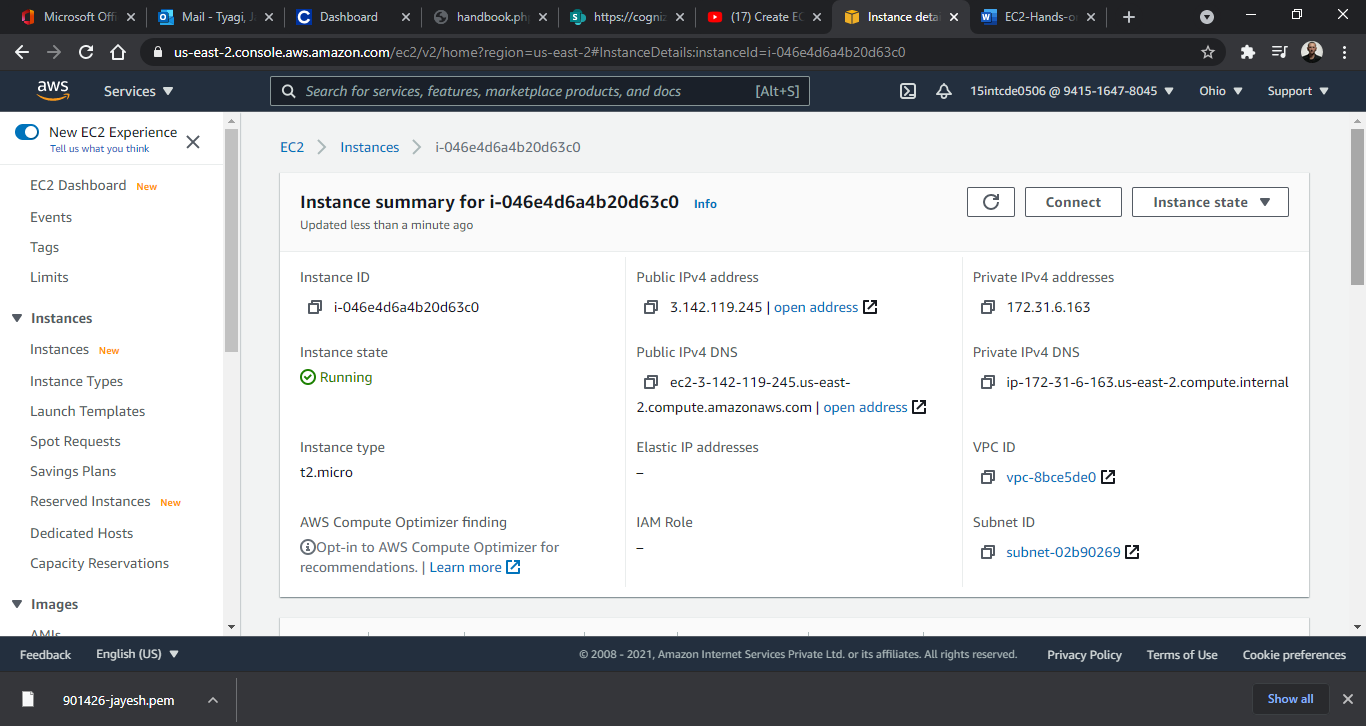 Microsoft Offi
Mail - Tyagi, J
Dashboard
handbook.ph
https://cogniz
(17) Create EC
Instance deta
EC2-Hands-o
us-east-2.console.aws.amazon.com/ec2/v2/home?region=us-east-2#InstanceDetails:instanceId=i-046e4d6a4b20d63c0
aws
Services
Search for services, features, marketplace products, and docs
[Alt+S]
15intcde0506 @ 9415-1647-8045
Ohio
Support
New EC2 Experience
Tell us what you think
EC2 Dashboard New
Events
Tags
Limits
Instances
Instances New
Instance Types
Launch Templates
Spot Requests
Savings Plans
Reserved Instances New
Dedicated Hosts
Capacity Reservations
Images
AMIs
EC2
Instances
i-046e4d6a4b20d63c0
Instance summary for i-046e4d6a4b20d63c0 Info
Updated less than a minute ago
Connect
Instance state
Instance ID
i-046e4d6a4b20d63c0
Public IPv4 address
3.142.119.245 | open address
Private IPv4 addresses
172.31.6.163
Instance state
Running
Public IPv4 DNS
ec2-3-142-119-245.us-east-
2.compute.amazonaws.com | open address
Private IPv4 DNS
ip-172-31-6-163.us-east-2.compute.internal
Instance type
t2.micro
Elastic IP addresses
–
VPC ID
vpc-8bce5de0
AWS Compute Optimizer finding
Opt-in to AWS Compute Optimizer for
recommendations. | Learn more
IAM Role
–
Subnet ID
subnet-02b90269
Feedback
English (US)
© 2008 - 2021, Amazon Internet Services Private Ltd. or its affiliates. All rights reserved.
Privacy Policy
Terms of Use
Cookie preferences
901426-jayesh.pem
Show all